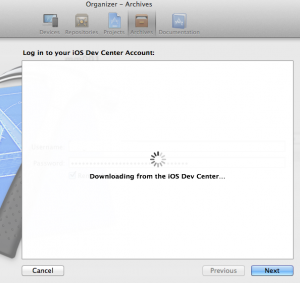 Organizer – Archives
Devices Repositories Projects Archives Documentation
Log in to your iOS Dev Center Account:
Downloading from the iOS Dev Center...
Cancel Previous Next